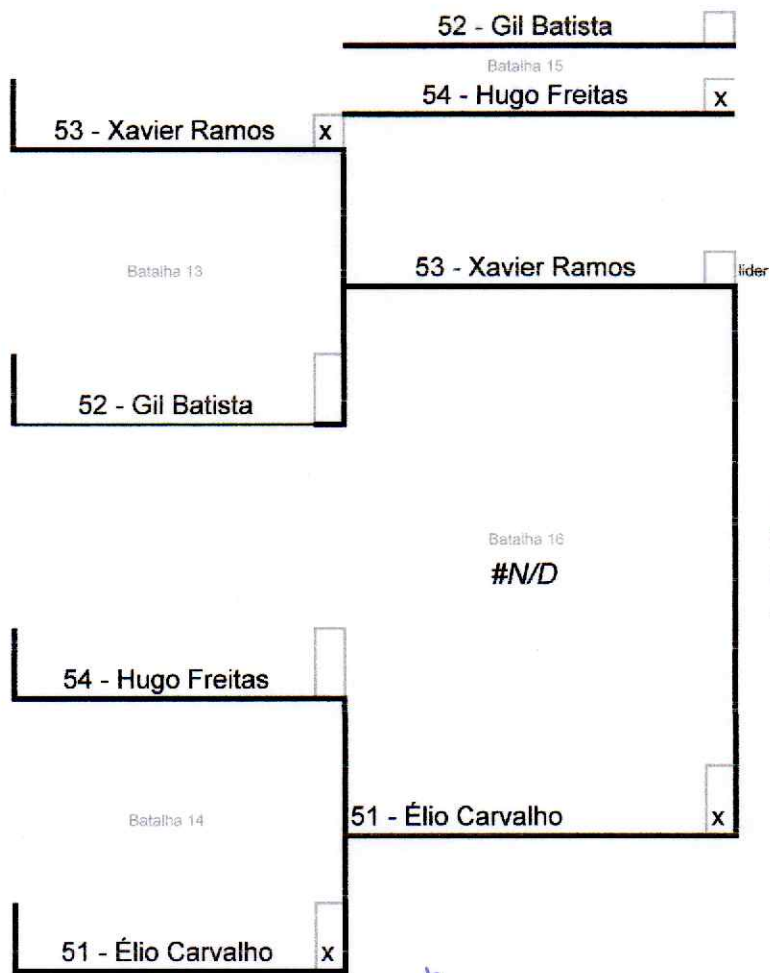 52 - Gil Batista
Batalha 15
54 - Hugo Freitas x
53 - Xavier Ramos x
Batalha 13
53 - Xavier Ramos lider
52 - Gil Batista
Batalha 16
#N/D
54 - Hugo Freitas
Batalha 14
51 - Élio Carvalho x
51 - Élio Carvalho x